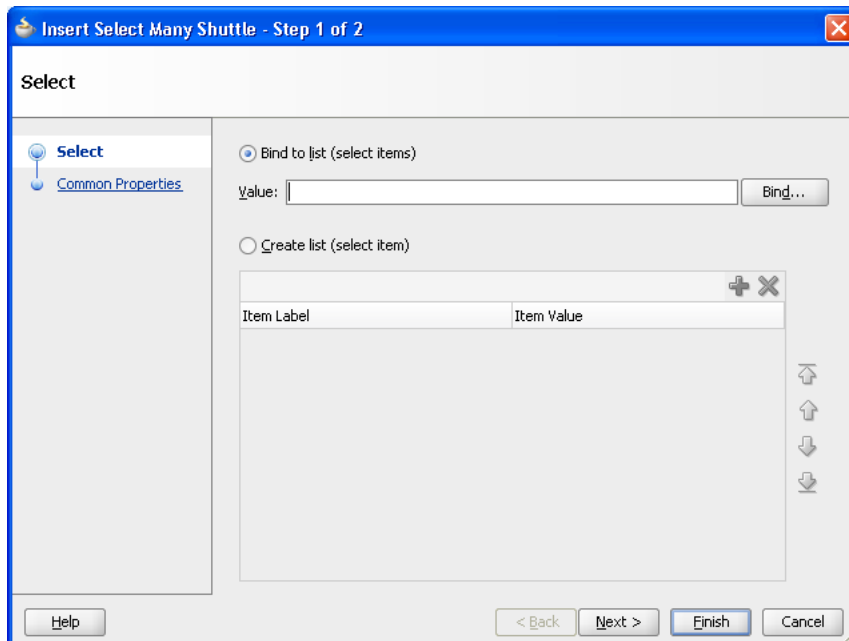 Insert Select Many Shuttle - Step 1 of 2
Select
Select
Common Properties
Bind to list (select items)
Value:
Bind...
Create list (select item)
Item Label Item Value
Help
< Back Next > Finish Cancel